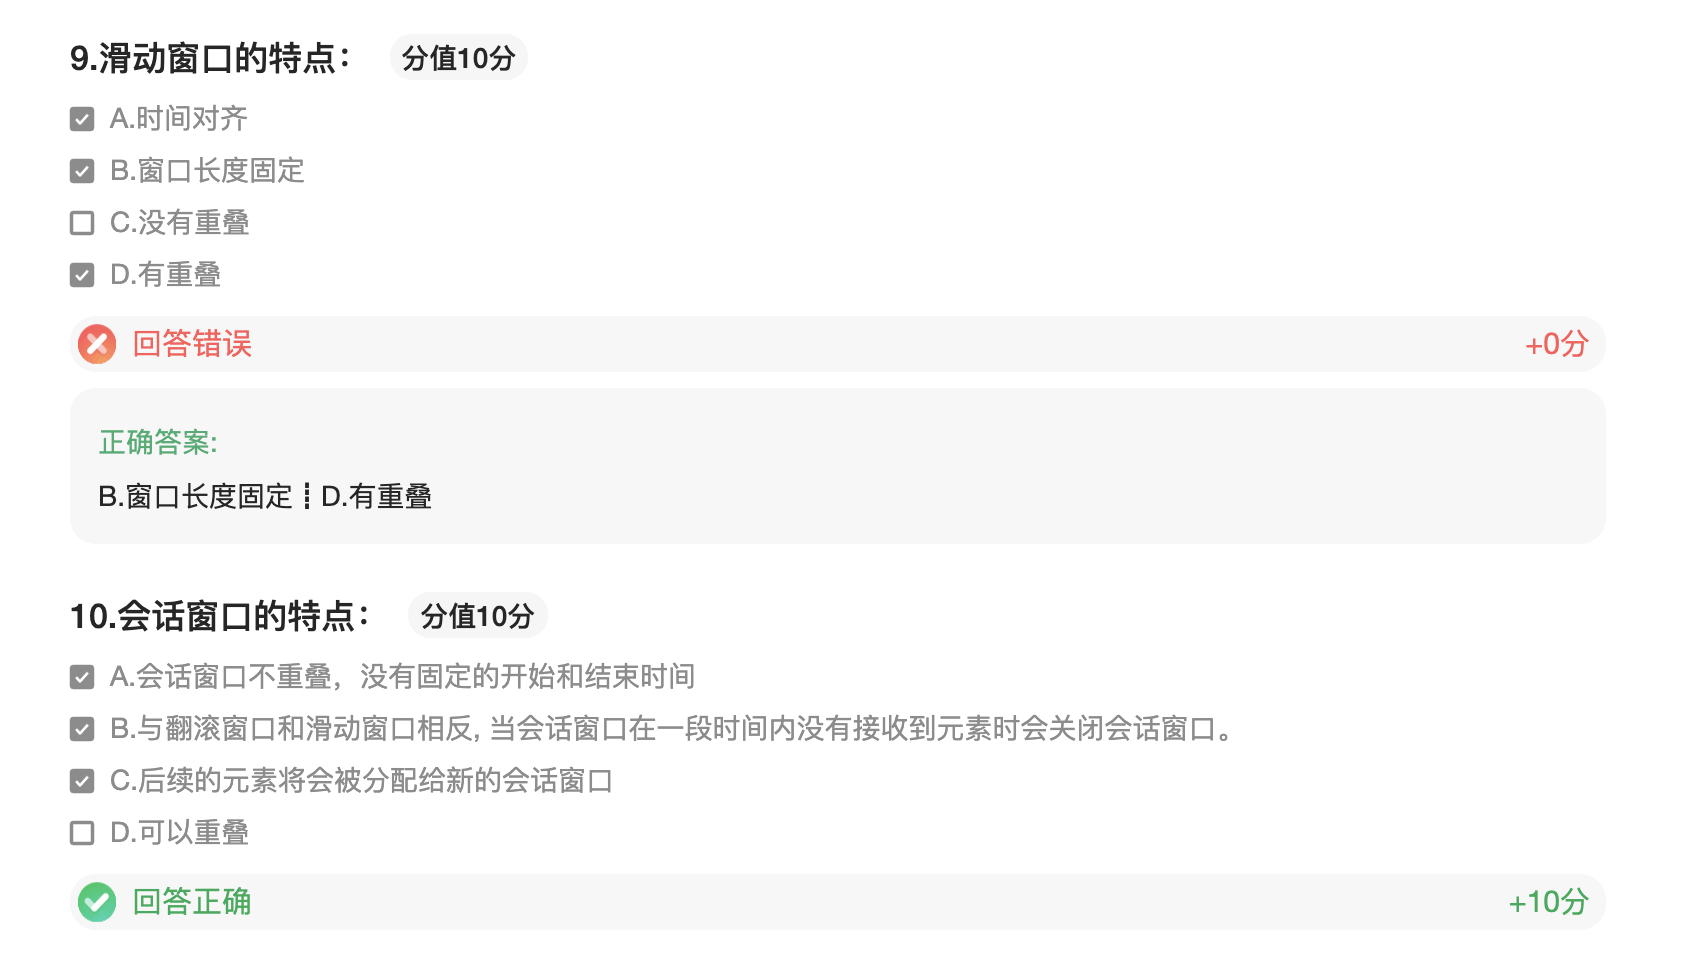 9.滑动窗口的特点： 分值10分
A.时间对齐
B.窗口长度固定
C.没有重叠
D.有重叠
回答错误 +0分
正确答案:
B.窗口长度固定┋D.有重叠
10.会话窗口的特点： 分值10分
A.会话窗口不重叠，没有固定的开始和结束时间
B.与翻滚窗口和滑动窗口相反, 当会话窗口在一段时间内没有接收到元素时会关闭会话窗口。
C.后续的元素将会被分配给新的会话窗口
D.可以重叠
回答正确 +10分